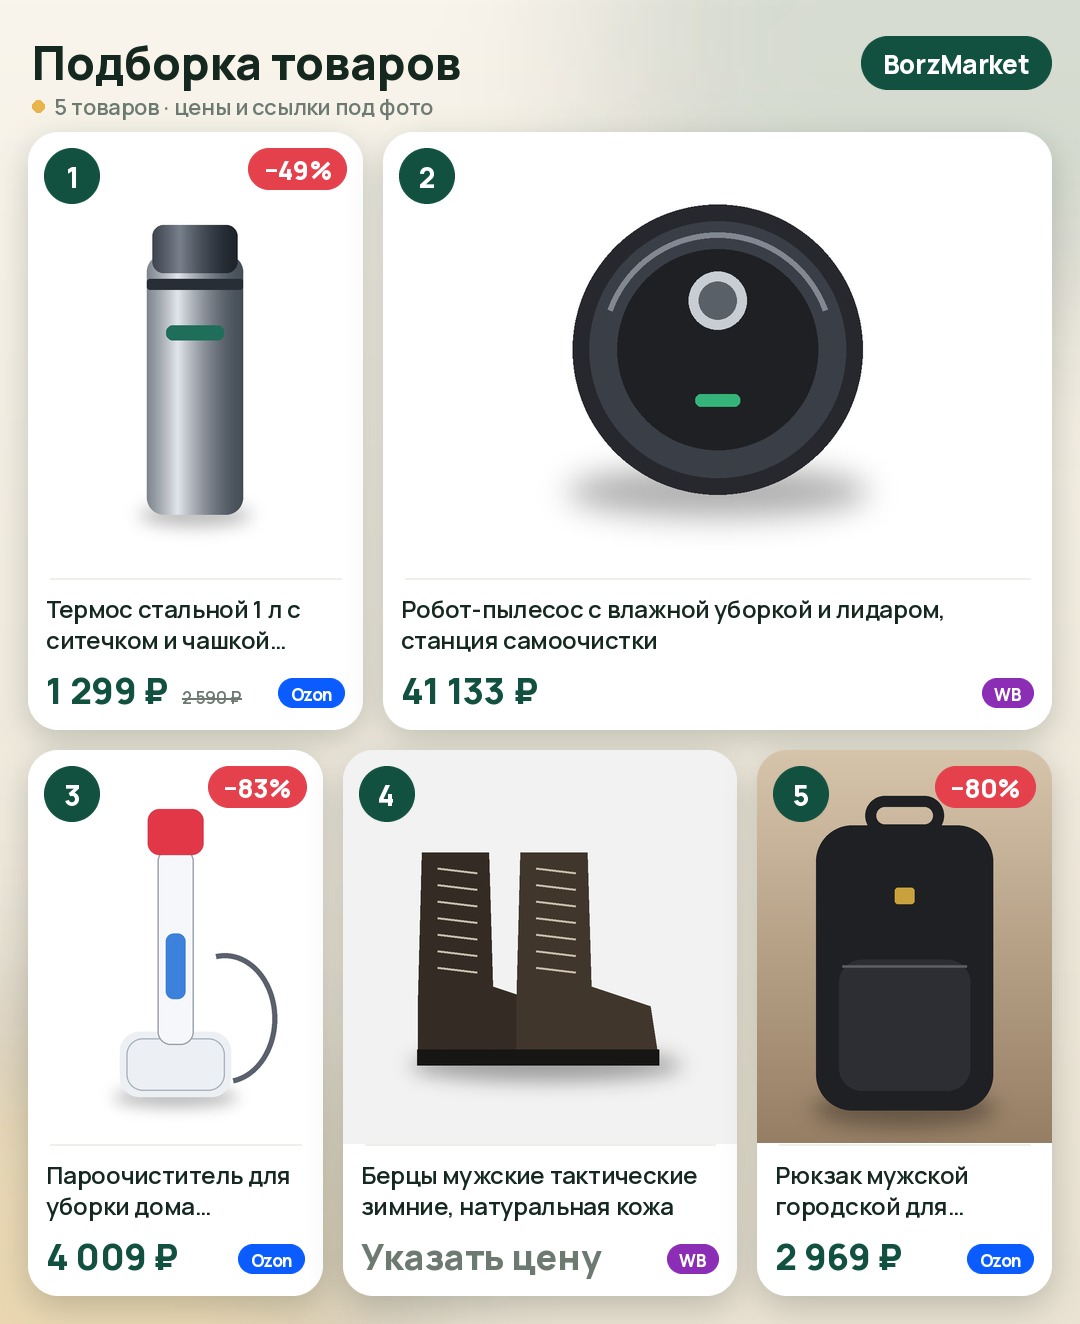 Подборка товаров
BorzMarket
5 товаров · цены и ссылки под фото
1
−49%
Термос стальной 1 л с
ситечком и чашкой…
1 299 ₽ 2 590 ₽ Ozon
2
Робот-пылесос с влажной уборкой и лидаром,
станция самоочистки
41 133 ₽ WB
3
−83%
Пароочиститель для
уборки дома…
4 009 ₽ Ozon
4
Берцы мужские тактические
зимние, натуральная кожа
Указать цену WB
5
−80%
Рюкзак мужской
городской для…
2 969 ₽ Ozon